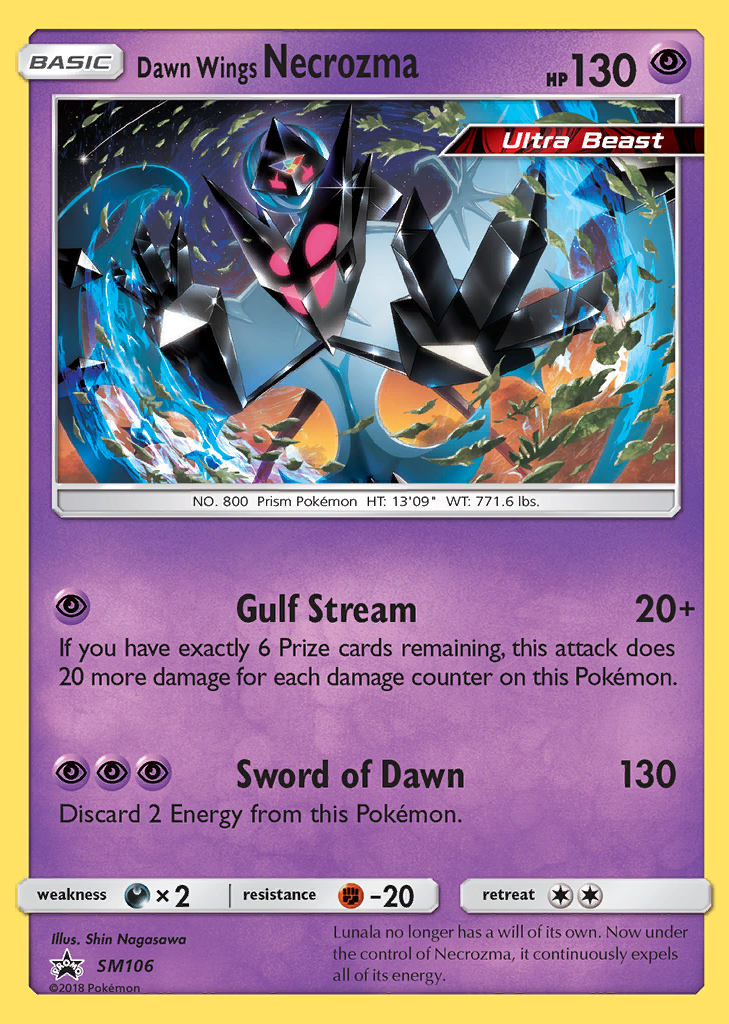 BASIC
Dawn Wings Necrozma
HP 130
Ultra Beast
NO. 800 Prism Pokémon HT: 13'09" WT: 771.6 lbs.
Gulf Stream 20+
If you have exactly 6 Prize cards remaining, this attack does
20 more damage for each damage counter on this Pokémon.
Sword of Dawn 130
Discard 2 Energy from this Pokémon.
weakness ×2 resistance -20 retreat
Illus. Shin Nagasawa
PROMO SM106
©2018 Pokémon
Lunala no longer has a will of its own. Now under
the control of Necrozma, it continuously expels
all of its energy.